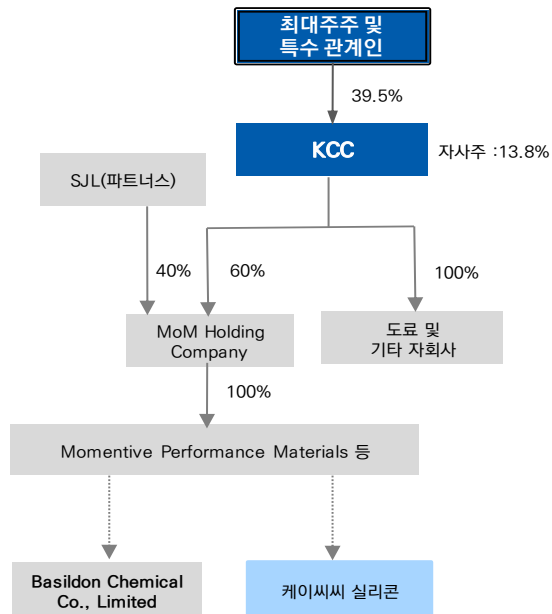 최대주주 및
특수 관계인
39.5%
KCC
자사주 :13.8%
SJL(파트너스)
40%
60%
100%
MoM Holding
Company
도료 및
기타 자회사
100%
Momentive Performance Materials 등
Basildon Chemical
Co., Limited
케이씨씨 실리콘